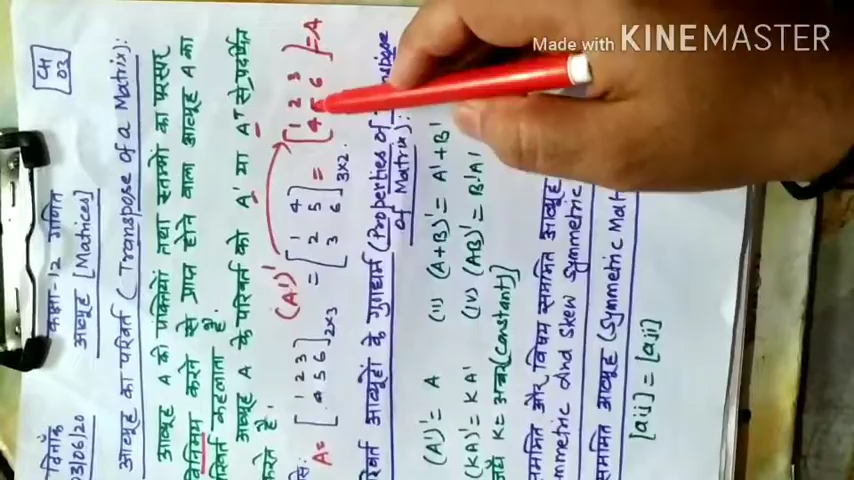 Made with KINEMASTER
CH 03
दिनांक 03/06/20
कक्षा-12 गणित
आव्यूह [Matrices]
आव्यूह का परिवर्त (Transpose of a Matrix):
आव्यूह A की पंक्तियों तथा स्तम्भों का परस्पर
विनिमय करने से प्राप्त होने वाला आव्यूह A का
परिवर्त कहलाता है.
आव्यूह A के परिवर्त को A' या Aᵀ से प्रदर्शित
करते है.
A = [1 2 3 / 4 5 6]2×3
(A')' = [1 4 / 2 5 / 3 6]3×2 = [1 2 3 / 4 5 6] = A
परिवर्त आव्यूहों के गुणधर्म (Properties of
of Matrix):
(A')' = A (ii) (A+B)' = A'+B'
(KA)' = KA' (iv) (AB)' = B'A'
K = अचर (Constant)
सममित और विषम सममित आव्यूह
and Skew Symmetric
सममित आव्यूह (Symmetric
[aij] = [aji]